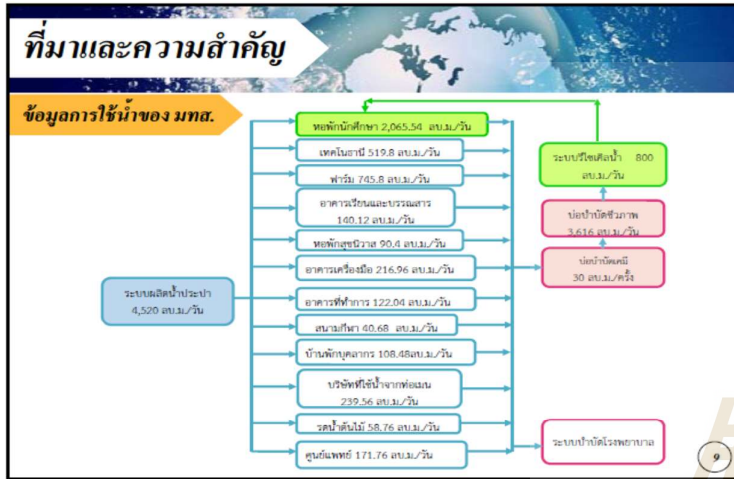 ที่มาและความสำคัญ
ข้อมูลการใช้น้ำของ มทส.
หอพักนักศึกษา 2,065.54 ลบ.ม./วัน
เทคโนธานี 519.8 ลบ.ม./วัน
ฟาร์ม 745.8 ลบ.ม./วัน
อาคารเรียนและบรรณสาร
140.12 ลบ.ม./วัน
หอพักสุรนิวาส 90.4 ลบ.ม./วัน
อาคารเครื่องมือ 216.96 ลบ.ม./วัน
อาคารที่ทำการ 122.04 ลบ.ม./วัน
สนามกีฬา 40.68 ลบ.ม./วัน
บ้านพักบุคลากร 108.48ลบ.ม./วัน
บริษัทที่ใช้น้ำจากท่อเมน
239.56 ลบ.ม./วัน
รดน้ำต้นไม้ 58.76 ลบ.ม./วัน
ศูนย์แพทย์ 171.76 ลบ.ม./วัน
ระบบผลิตน้ำประปา
4,520 ลบ.ม./วัน
ระบบรีไซเคิลน้ำ 800
ลบ.ม./วัน
บ่อบำบัดชีวภาพ
3,616 ลบ.ม./วัน
บ่อบำบัดเคมี
30 ลบ.ม./ครั้ง
ระบบบำบัดโรงพยาบาล
9